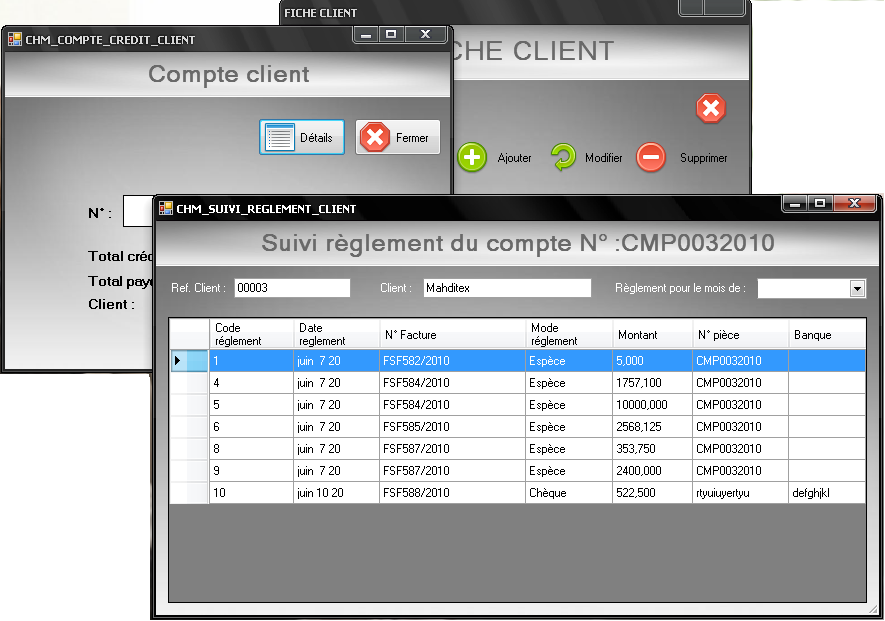 FICHE CLIENT
CHE CLIENT
Ajouter Modifier Supprimer
CHM_COMPTE_CREDIT_CLIENT
Compte client
Détails Fermer
N° :
Total créd
Total paye
Client :
CHM_SUIVI_REGLEMENT_CLIENT
Suivi règlement du compte N° :CMP0032010
Ref. Client : 00003 Client : Mahditex Règlement pour le mois de :
Code réglement Date reglement N° Facture Mode réglement Montant N° pièce Banque
1 juin 7 20 FSF582/2010 Espèce 5,000 CMP0032010
4 juin 7 20 FSF584/2010 Espèce 1757,100 CMP0032010
5 juin 7 20 FSF584/2010 Espèce 10000,000 CMP0032010
6 juin 7 20 FSF585/2010 Espèce 2568,125 CMP0032010
8 juin 7 20 FSF587/2010 Espèce 353,750 CMP0032010
9 juin 7 20 FSF587/2010 Espèce 2400,000 CMP0032010
10 juin 10 20 FSF588/2010 Chèque 522,500 rtyuiuyertyu defghjkl